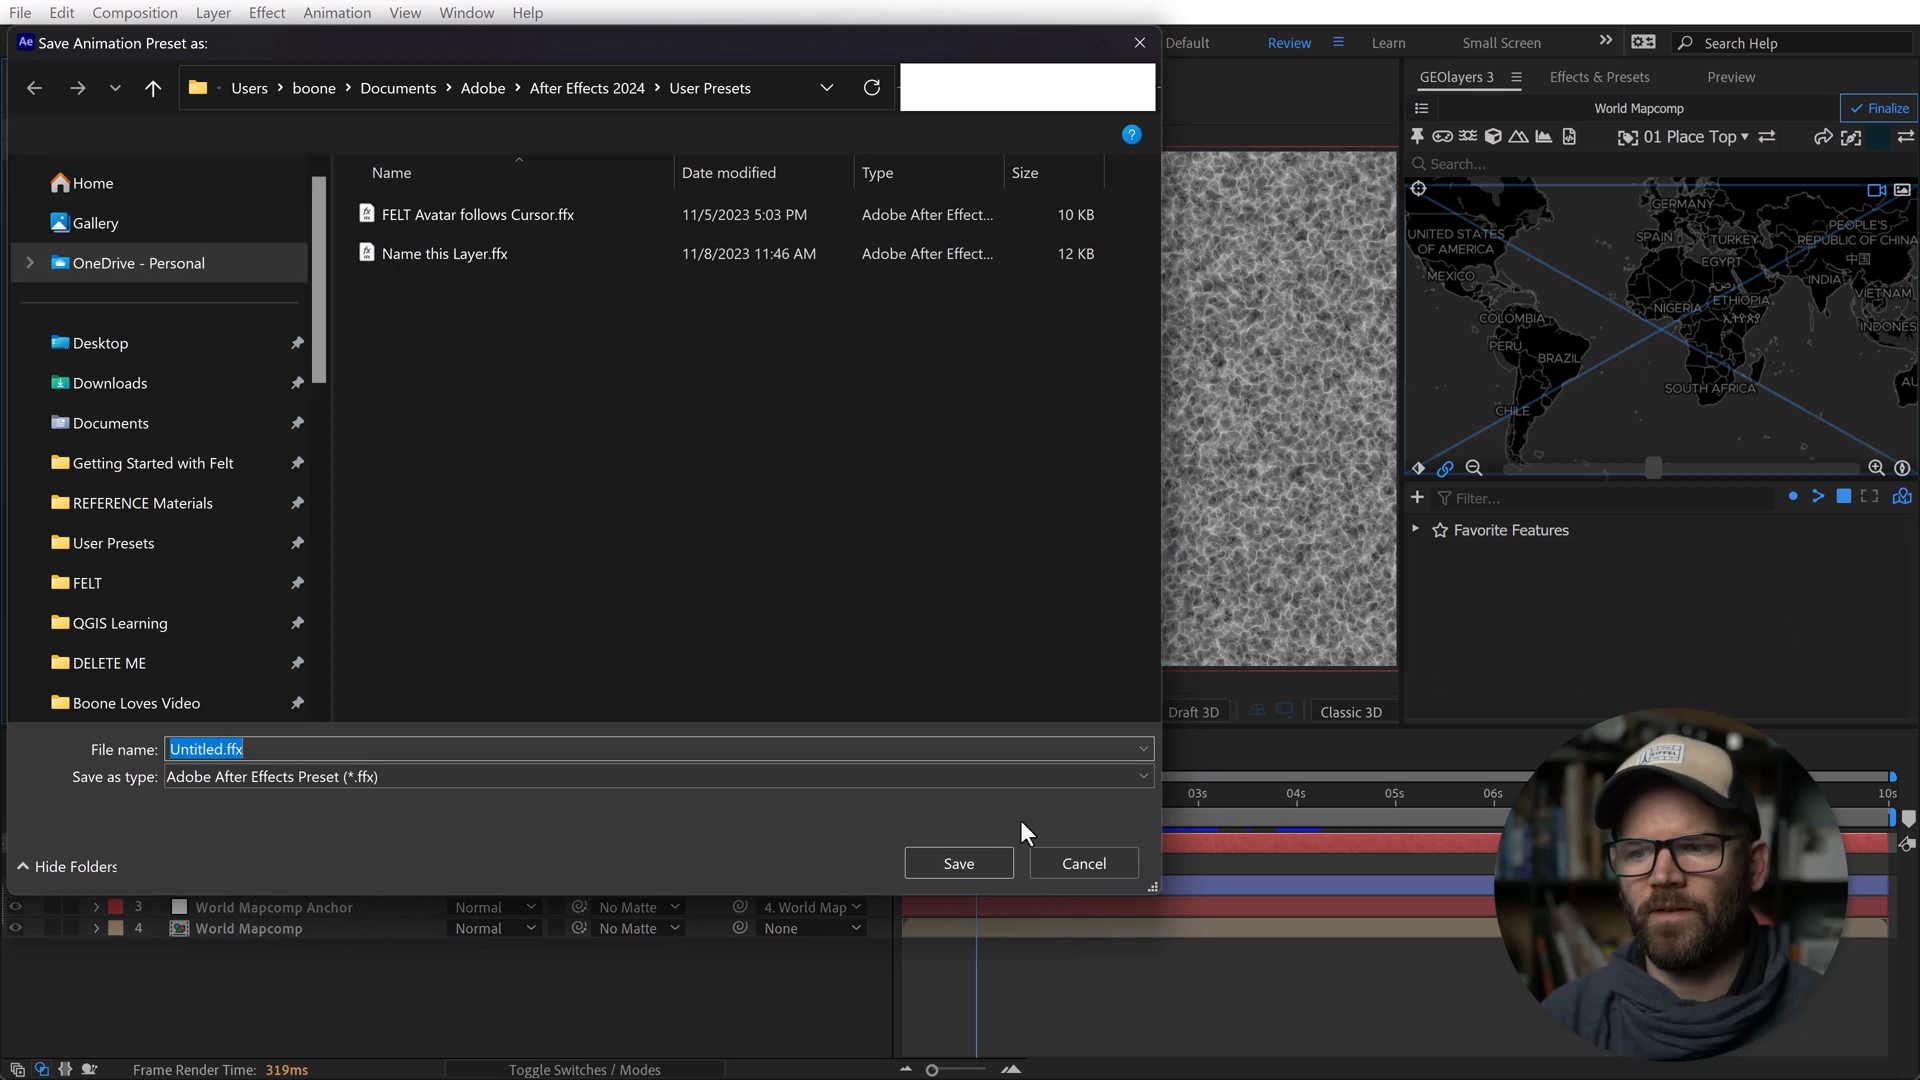 File Edit Composition Layer Effect Animation View Window Help
Ae Save Animation Preset as:
Users > boone > Documents > Adobe > After Effects 2024 > User Presets
?
Home
Gallery
OneDrive - Personal
Desktop
Downloads
Documents
Getting Started with Felt
REFERENCE Materials
User Presets
FELT
QGIS Learning
DELETE ME
Boone Loves Video
Name Date modified Type Size
FELT Avatar follows Cursor.ffx 11/5/2023 5:03 PM Adobe After Effect... 10 KB
Name this Layer.ffx 11/8/2023 11:46 AM Adobe After Effect... 12 KB
File name: Untitled.ffx
Save as type: Adobe After Effects Preset (*.ffx)
Hide Folders
Save Cancel
Default Review Learn Small Screen Search Help
GEOlayers 3 Effects & Presets Preview
World Mapcomp Finalize
01 Place Top
Search...
GERMANY
UNITED STATES
OF AMERICA
SPAIN
TURKEY
PEOPLE'S
REPUBLIC OF CHINA
中国
MEXICO
EGYPT
INDIA
VIETNAM
NIGERIA
ETHIOPIA
COLOMBIA
INDONES
PERU
BRAZIL
SOUTH AFRICA
AU
CHILE
Filter...
Favorite Features
Draft 3D Classic 3D
03s 04s 05s 06s 10s
3 World Mapcomp Anchor Normal No Matte 4. World Map
4 World Mapcomp Normal No Matte None
Frame Render Time: 319ms Toggle Switches / Modes